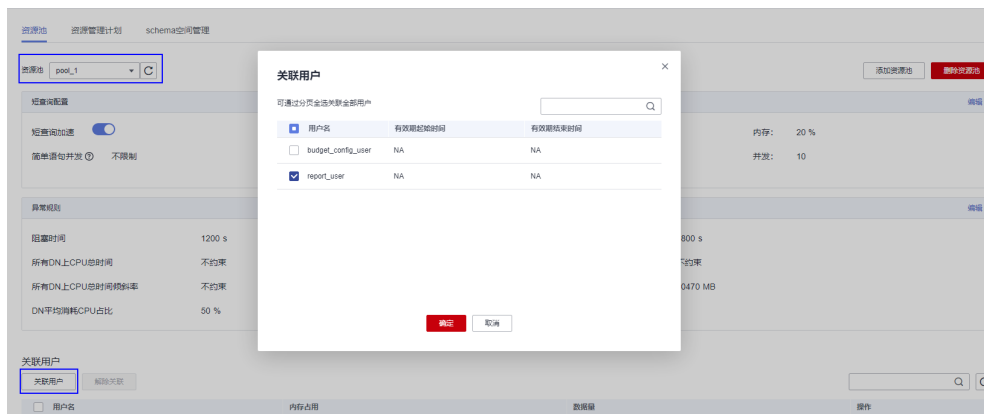 资源池 资源管理计划 schema空间管理
资源池 pool_1
添加资源池 删除资源池
短查询配置 编辑
短查询加速
简单语句并发 ? 不限制
内存： 20 %
并发： 10
异常规则 编辑
阻塞时间 1200 s 800 s
所有DN上CPU总时间 不约束 不约束
所有DN上CPU总时间倾斜率 不约束 0470 MB
DN平均消耗CPU占比 50 %
关联用户
可通过分页全选关联全部用户
用户名 有效期起始时间 有效期结束时间
budget_config_user NA NA
report_user NA NA
确定 取消
关联用户
关联用户 解除关联
用户名 内存占用 数据量 操作